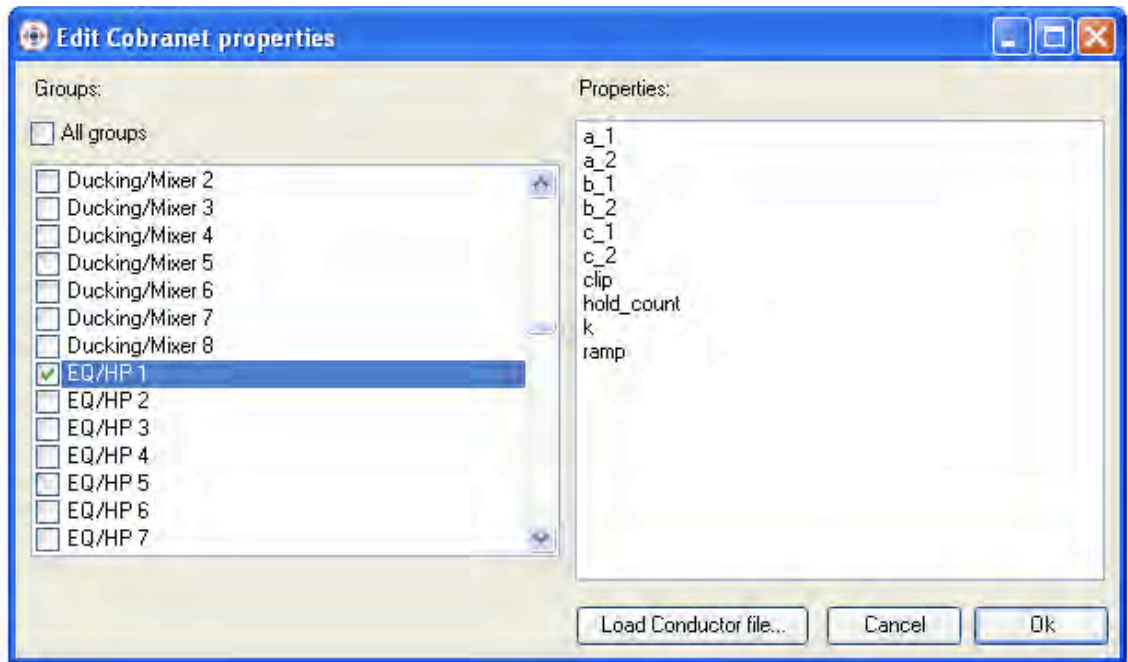 Edit Cobranet properties
Groups:
All groups
Ducking/Mixer 2
Ducking/Mixer 3
Ducking/Mixer 4
Ducking/Mixer 5
Ducking/Mixer 6
Ducking/Mixer 7
Ducking/Mixer 8
EQ/HP 1
EQ/HP 2
EQ/HP 3
EQ/HP 4
EQ/HP 5
EQ/HP 6
EQ/HP 7
Properties:
a_1
a_2
b_1
b_2
c_1
c_2
clip
hold_count
k
ramp
Load Conductor file...
Cancel
Ok